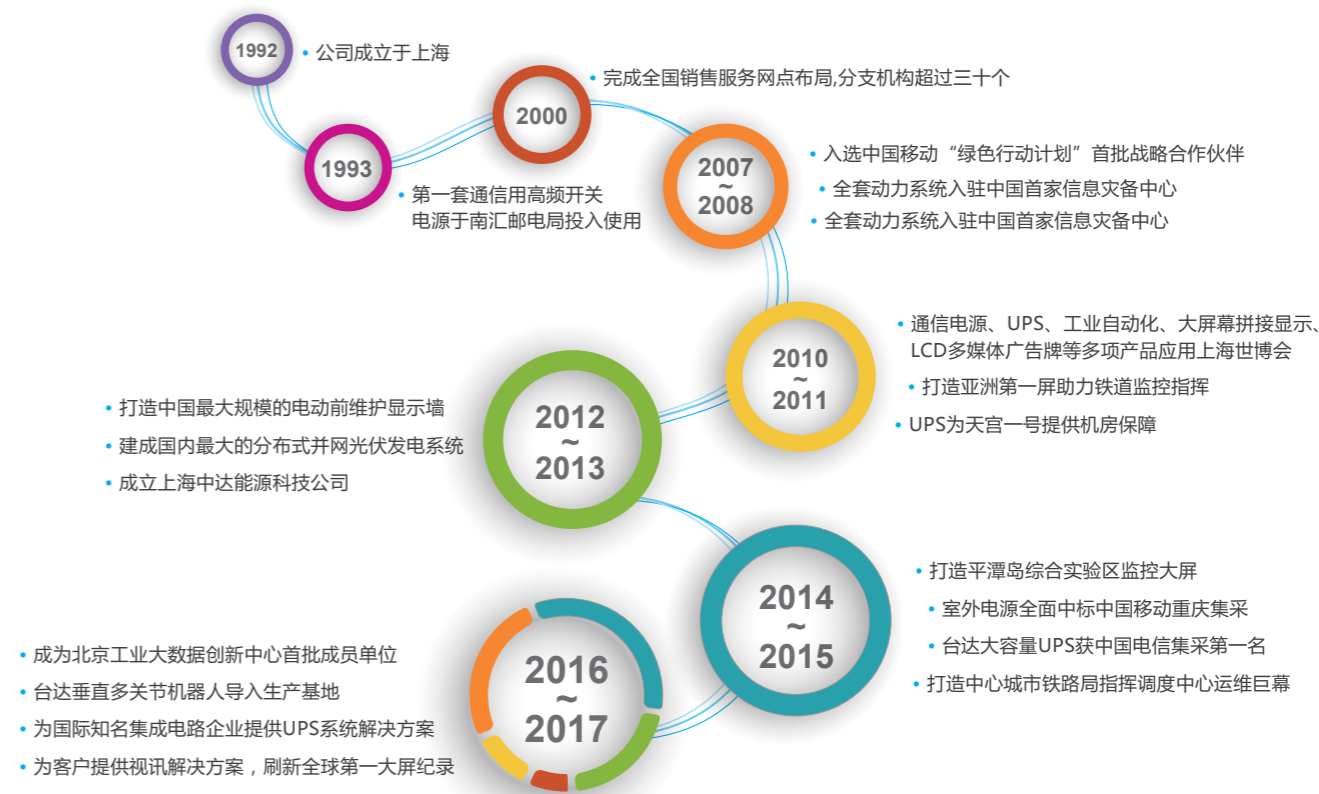 1992
公司成立于上海
1993
第一套通信用高频开关
电源于南汇邮电局投入使用
2000
完成全国销售服务网点布局,分支机构超过三十个
2007
~
2008
入选中国移动“绿色行动计划”首批战略合作伙伴
全套动力系统入驻中国首家信息灾备中心
全套动力系统入驻中国首家信息灾备中心
2010
~
2011
通信电源、UPS、工业自动化、大屏幕拼接显示、
LCD多媒体广告牌等多项产品应用上海世博会
打造亚洲第一屏助力铁道监控指挥
UPS为天宫一号提供机房保障
2012
~
2013
打造中国最大规模的电动前维护显示墙
建成国内最大的分布式并网光伏发电系统
成立上海中达能源科技公司
2014
~
2015
打造平潭岛综合实验区监控大屏
室外电源全面中标中国移动重庆集采
台达大容量UPS获中国电信集采第一名
打造中心城市铁路局指挥调度中心运维巨幕
2016
~
2017
成为北京工业大数据创新中心首批成员单位
台达垂直多关节机器人导入生产基地
为国际知名集成电路企业提供UPS系统解决方案
为客户提供视讯解决方案，刷新全球第一大屏纪录